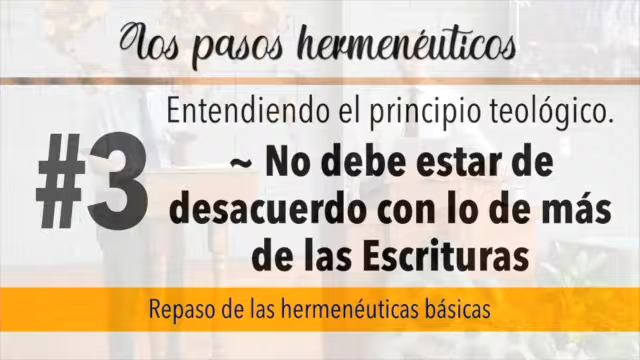 Los pasos hermenéuticos
#3
Entendiendo el principio teológico.
~ No debe estar de
desacuerdo con lo de más
de las Escrituras
Repaso de las hermenéuticas básicas